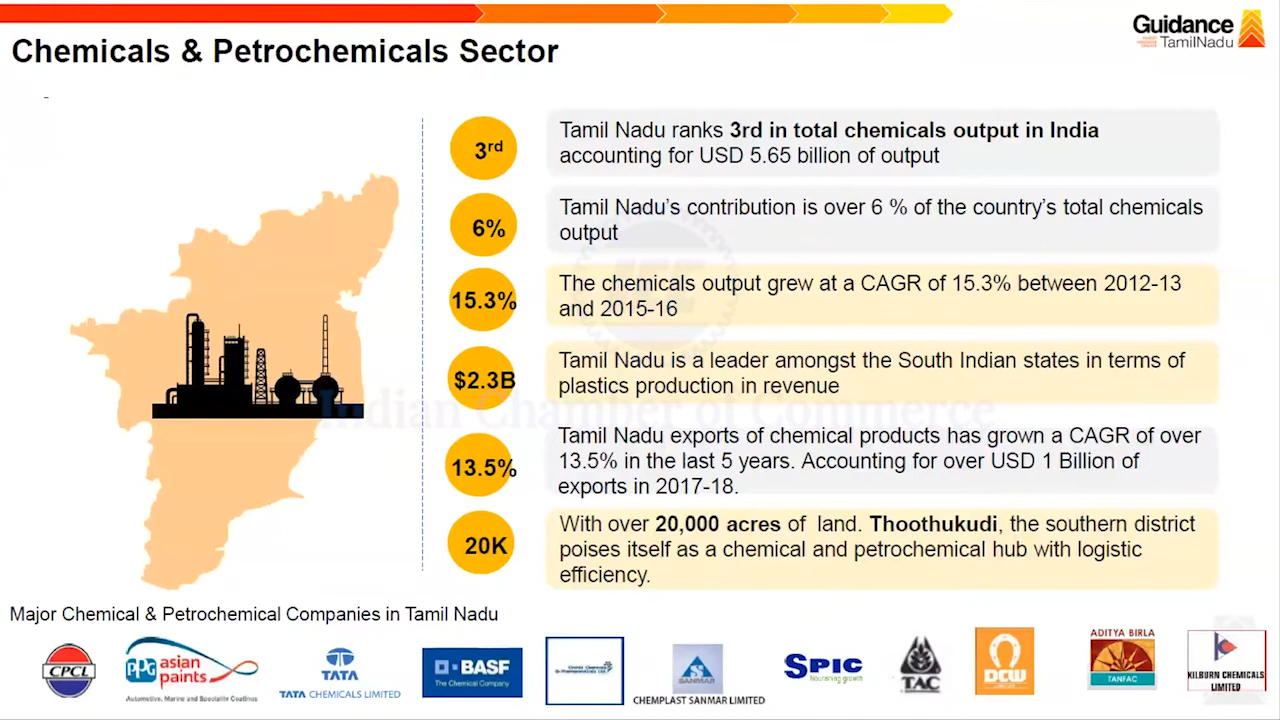 Guidance
TamilNadu
Chemicals & Petrochemicals Sector
-
3rd
Tamil Nadu ranks 3rd in total chemicals output in India
accounting for USD 5.65 billion of output
6%
Tamil Nadu’s contribution is over 6 % of the country’s total chemicals
output
15.3%
The chemicals output grew at a CAGR of 15.3% between 2012-13
and 2015-16
$2.3B
Tamil Nadu is a leader amongst the South Indian states in terms of
plastics production in revenue
Indian Chamber of Commerce
13.5%
Tamil Nadu exports of chemical products has grown a CAGR of over
13.5% in the last 5 years. Accounting for over USD 1 Billion of
exports in 2017-18.
20K
With over 20,000 acres of land. Thoothukudi, the southern district
poises itself as a chemical and petrochemical hub with logistic
efficiency.
Major Chemical & Petrochemical Companies in Tamil Nadu
CPCL
PPG asian
paints
Automotive, Marine and Speciality Coatings
TATA
TATA CHEMICALS LIMITED
BASF
The Chemical Company
SANMAR
CHEMPLAST SANMAR LIMITED
SPIC
Nourishing growth
TAC
DCW
ADITYA BIRLA
TANFAC
KILBURN CHEMICALS
LIMITED